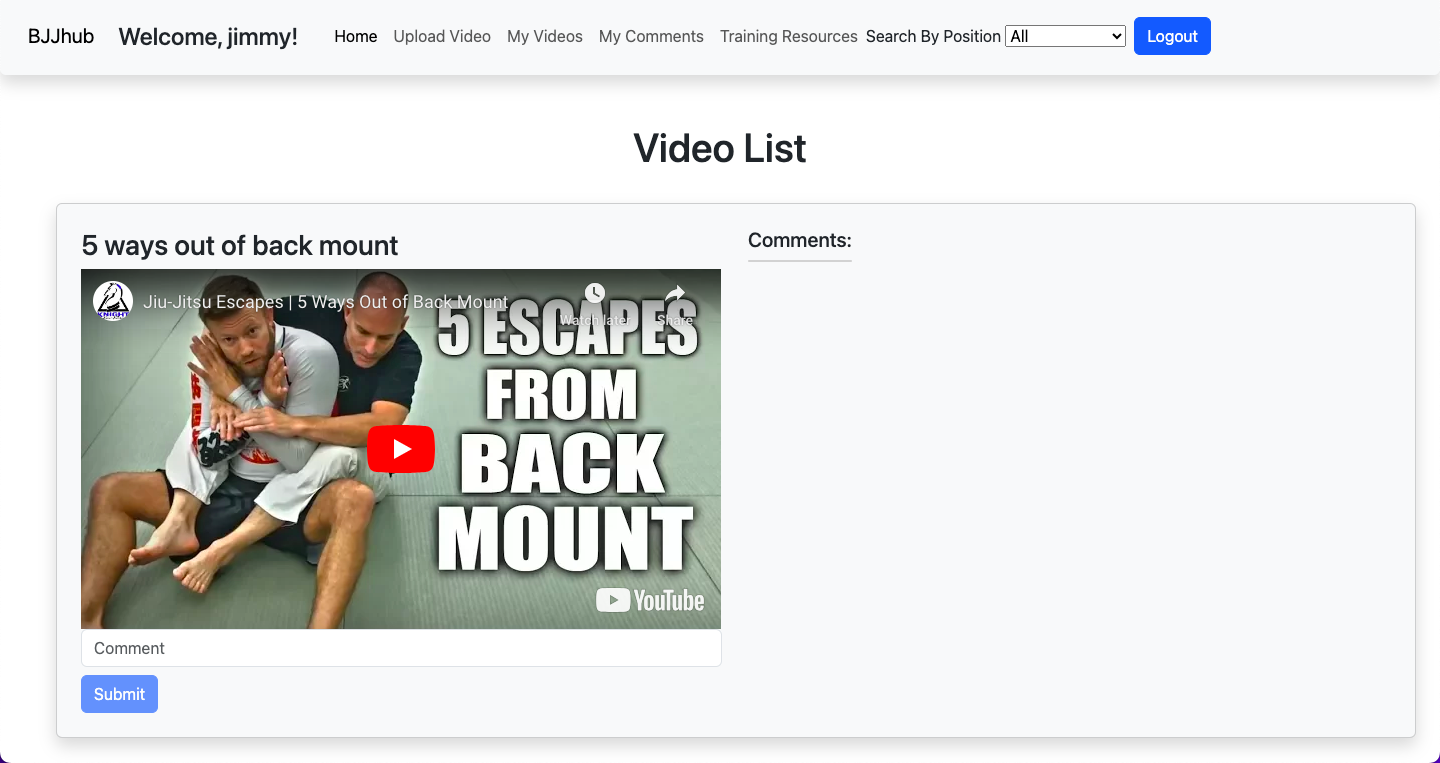 BJJhub Welcome, jimmy! Home Upload Video My Videos My Comments Training Resources Search By Position All Logout
Video List
5 ways out of back mount
Comments:
KNIGHT
Jiu-Jitsu Escapes | 5 Ways Out of Back Mount
Watch later
Share
5 ESCAPES
FROM
BACK
MOUNT
YouTube
Comment
Submit